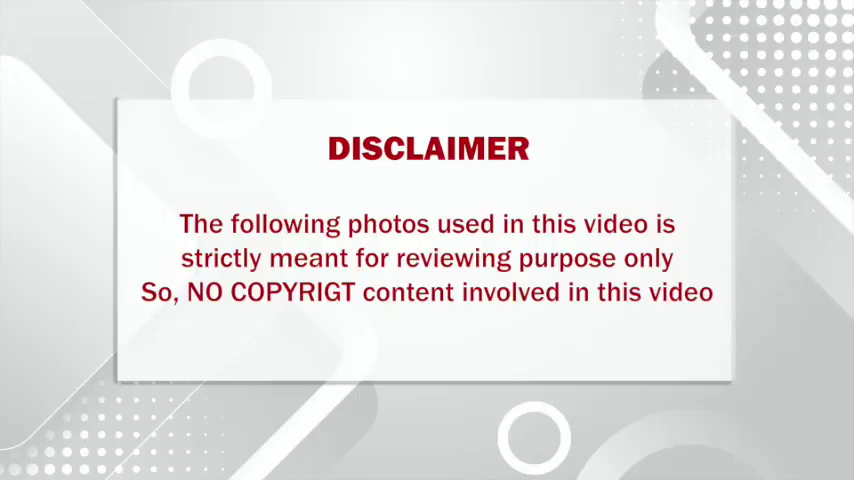 DISCLAIMER
The following photos used in this video is
strictly meant for reviewing purpose only
So, NO COPYRIGT content involved in this video